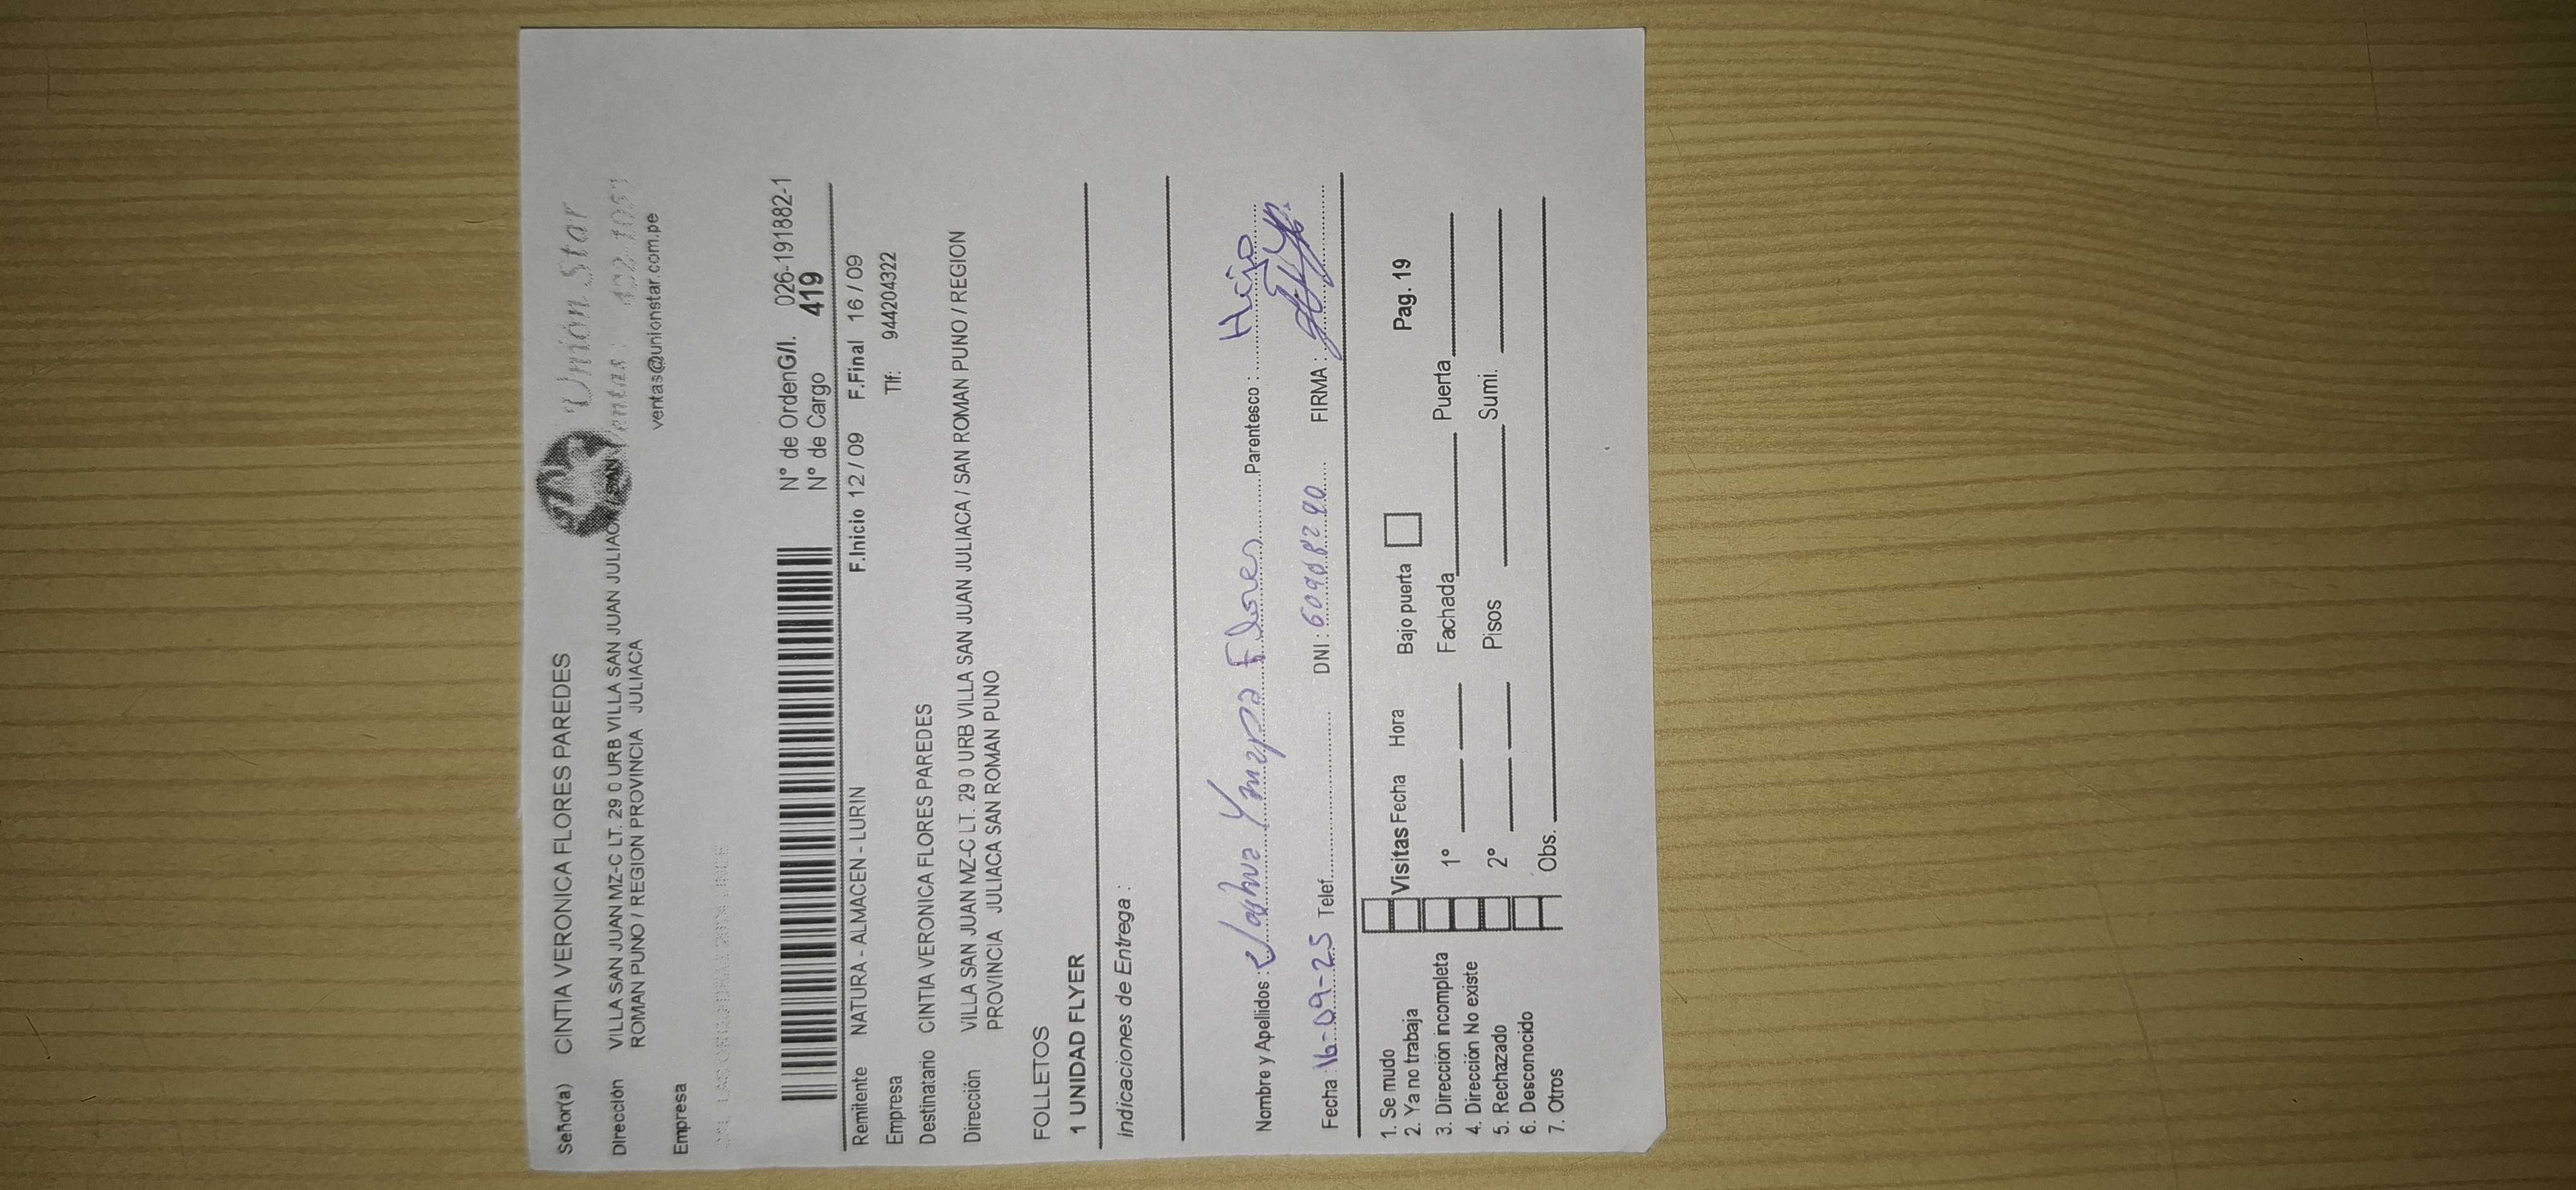 Señor(a) CINTIA VERONICA FLORES PAREDES
Unión Star
Dirección VILLA SAN JUAN MZ-C LT. 29 0 URB VILLA SAN JUAN JULIACA / SAN
ROMAN PUNO / REGION PROVINCIA JULIACA
ventas@unionstar.com.pe
Empresa
N° de OrdenG/I. 026-191882-1
N° de Cargo 419
F.Inicio 12 / 09 F.Final 16 / 09
Remitente NATURA - ALMACEN - LURIN
Empresa Tlf: 944204322
Destinatario CINTIA VERONICA FLORES PAREDES
Dirección VILLA SAN JUAN MZ-C LT. 29 0 URB VILLA SAN JUAN JULIACA / SAN ROMAN PUNO / REGION
PROVINCIA JULIACA SAN ROMAN PUNO
FOLLETOS
1 UNIDAD FLYER
Indicaciones de Entrega :
Nombre y Apellidos : Flores Parentesco : Hijo
Fecha : 16-09-25 Telef. DNI : FIRMA :
1. Se mudo
2. Ya no trabaja Visitas Fecha Hora Bajo puerta Pag. 19
3. Dirección incompleta 1° Fachada Puerta
4. Dirección No existe
5. Rechazado 2° Pisos Sumi.
6. Desconocido
7. Otros Obs.